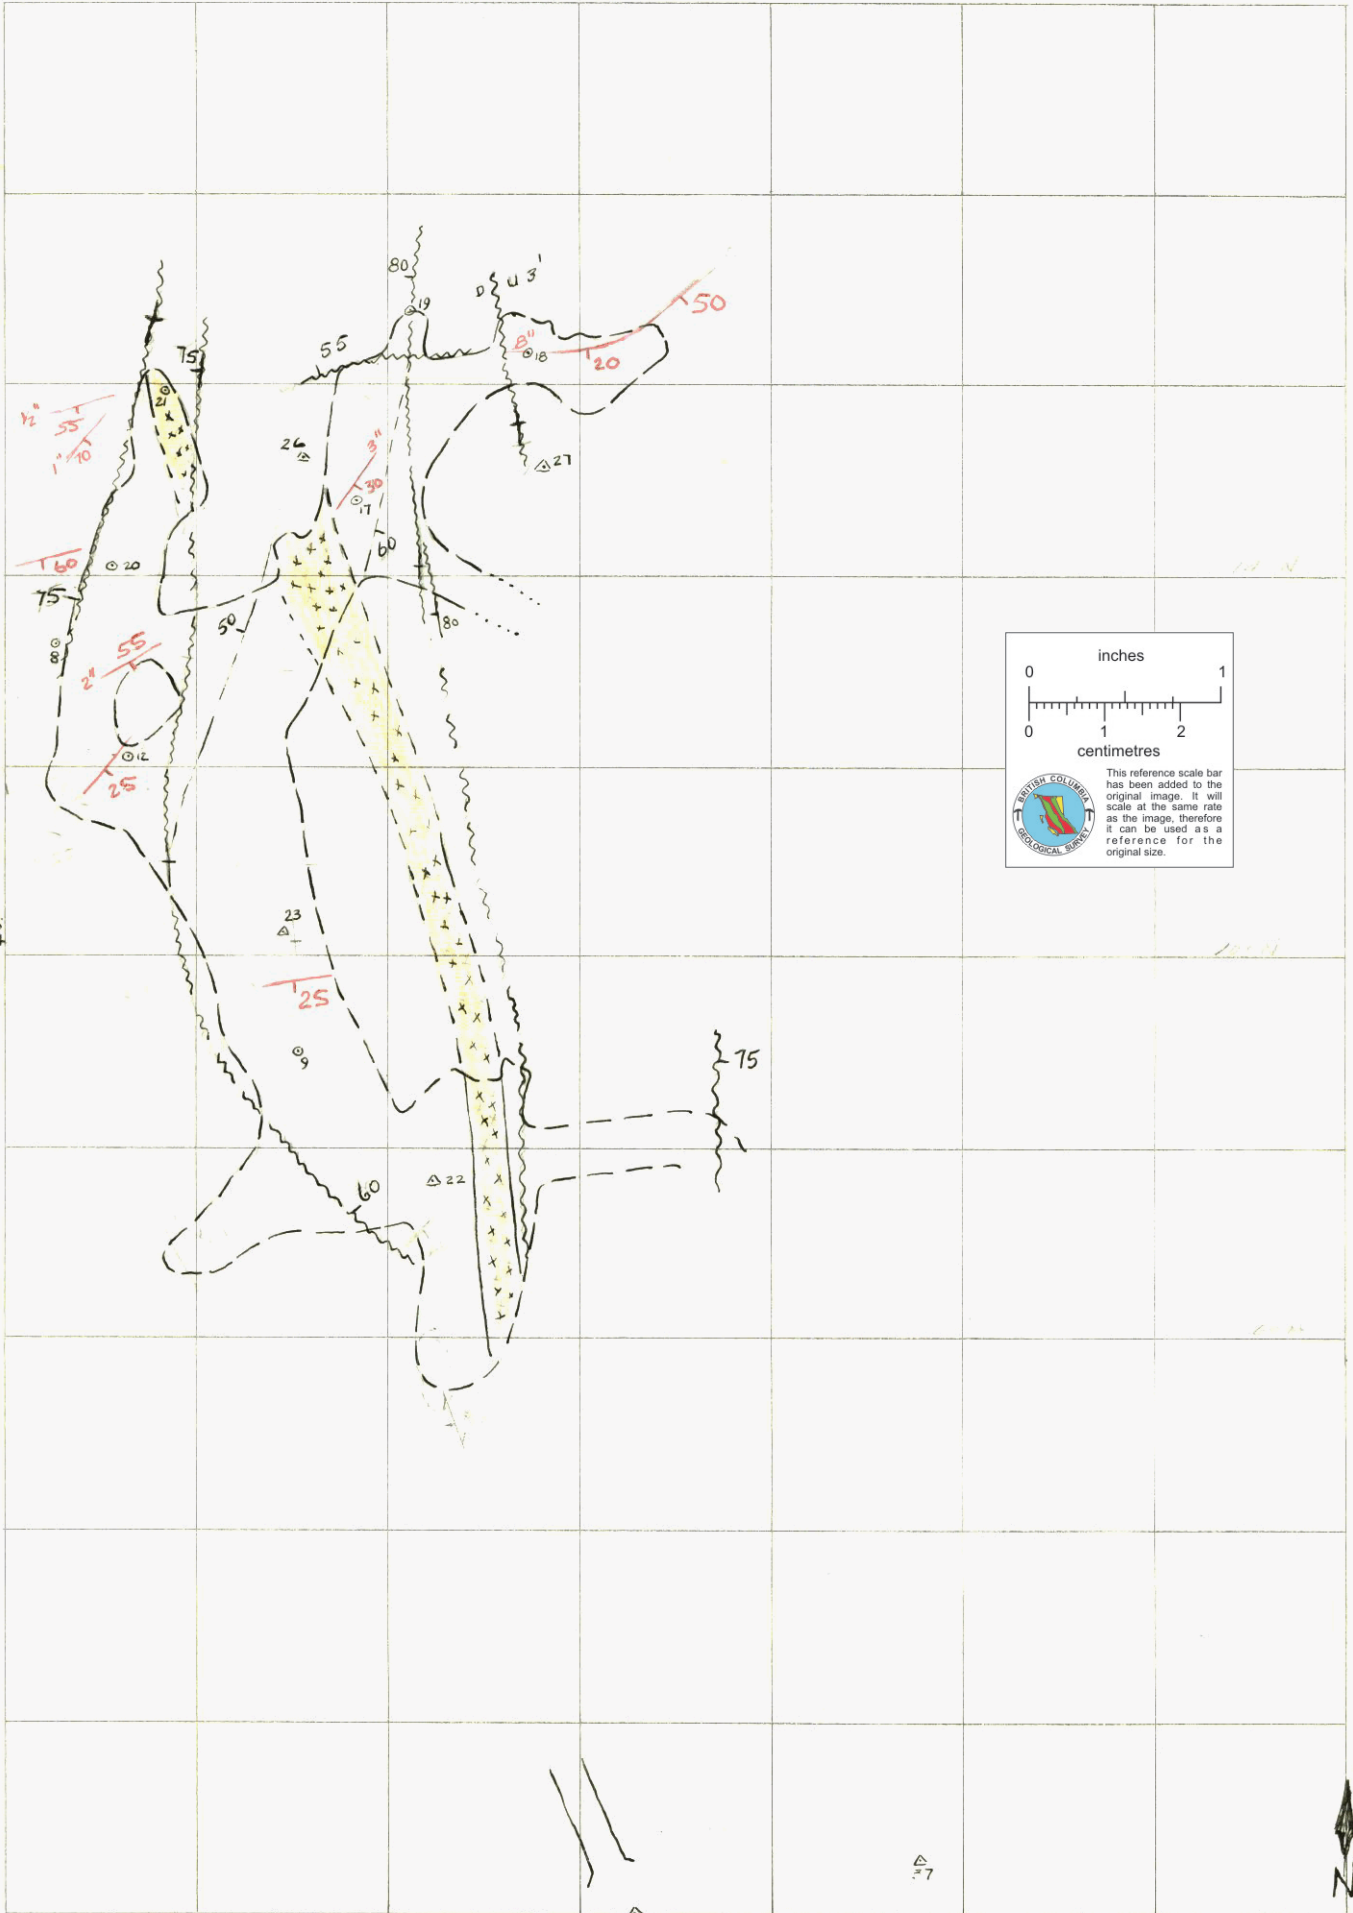 80
D U 3'
19
50
55
75
8"
18
20
21
1/2"
55
1" 70
26
3"
30
17
27
60
60
20
75
50
80
8
55
2"
12
25
23
25
9
75
22
60
7
N
inches
0 1
0 1 2
centimetres
BRITISH COLUMBIA
GEOLOGICAL SURVEY
This reference scale bar
has been added to the
original image. It will
scale at the same rate
as the image, therefore
it can be used as a
reference for the
original size.